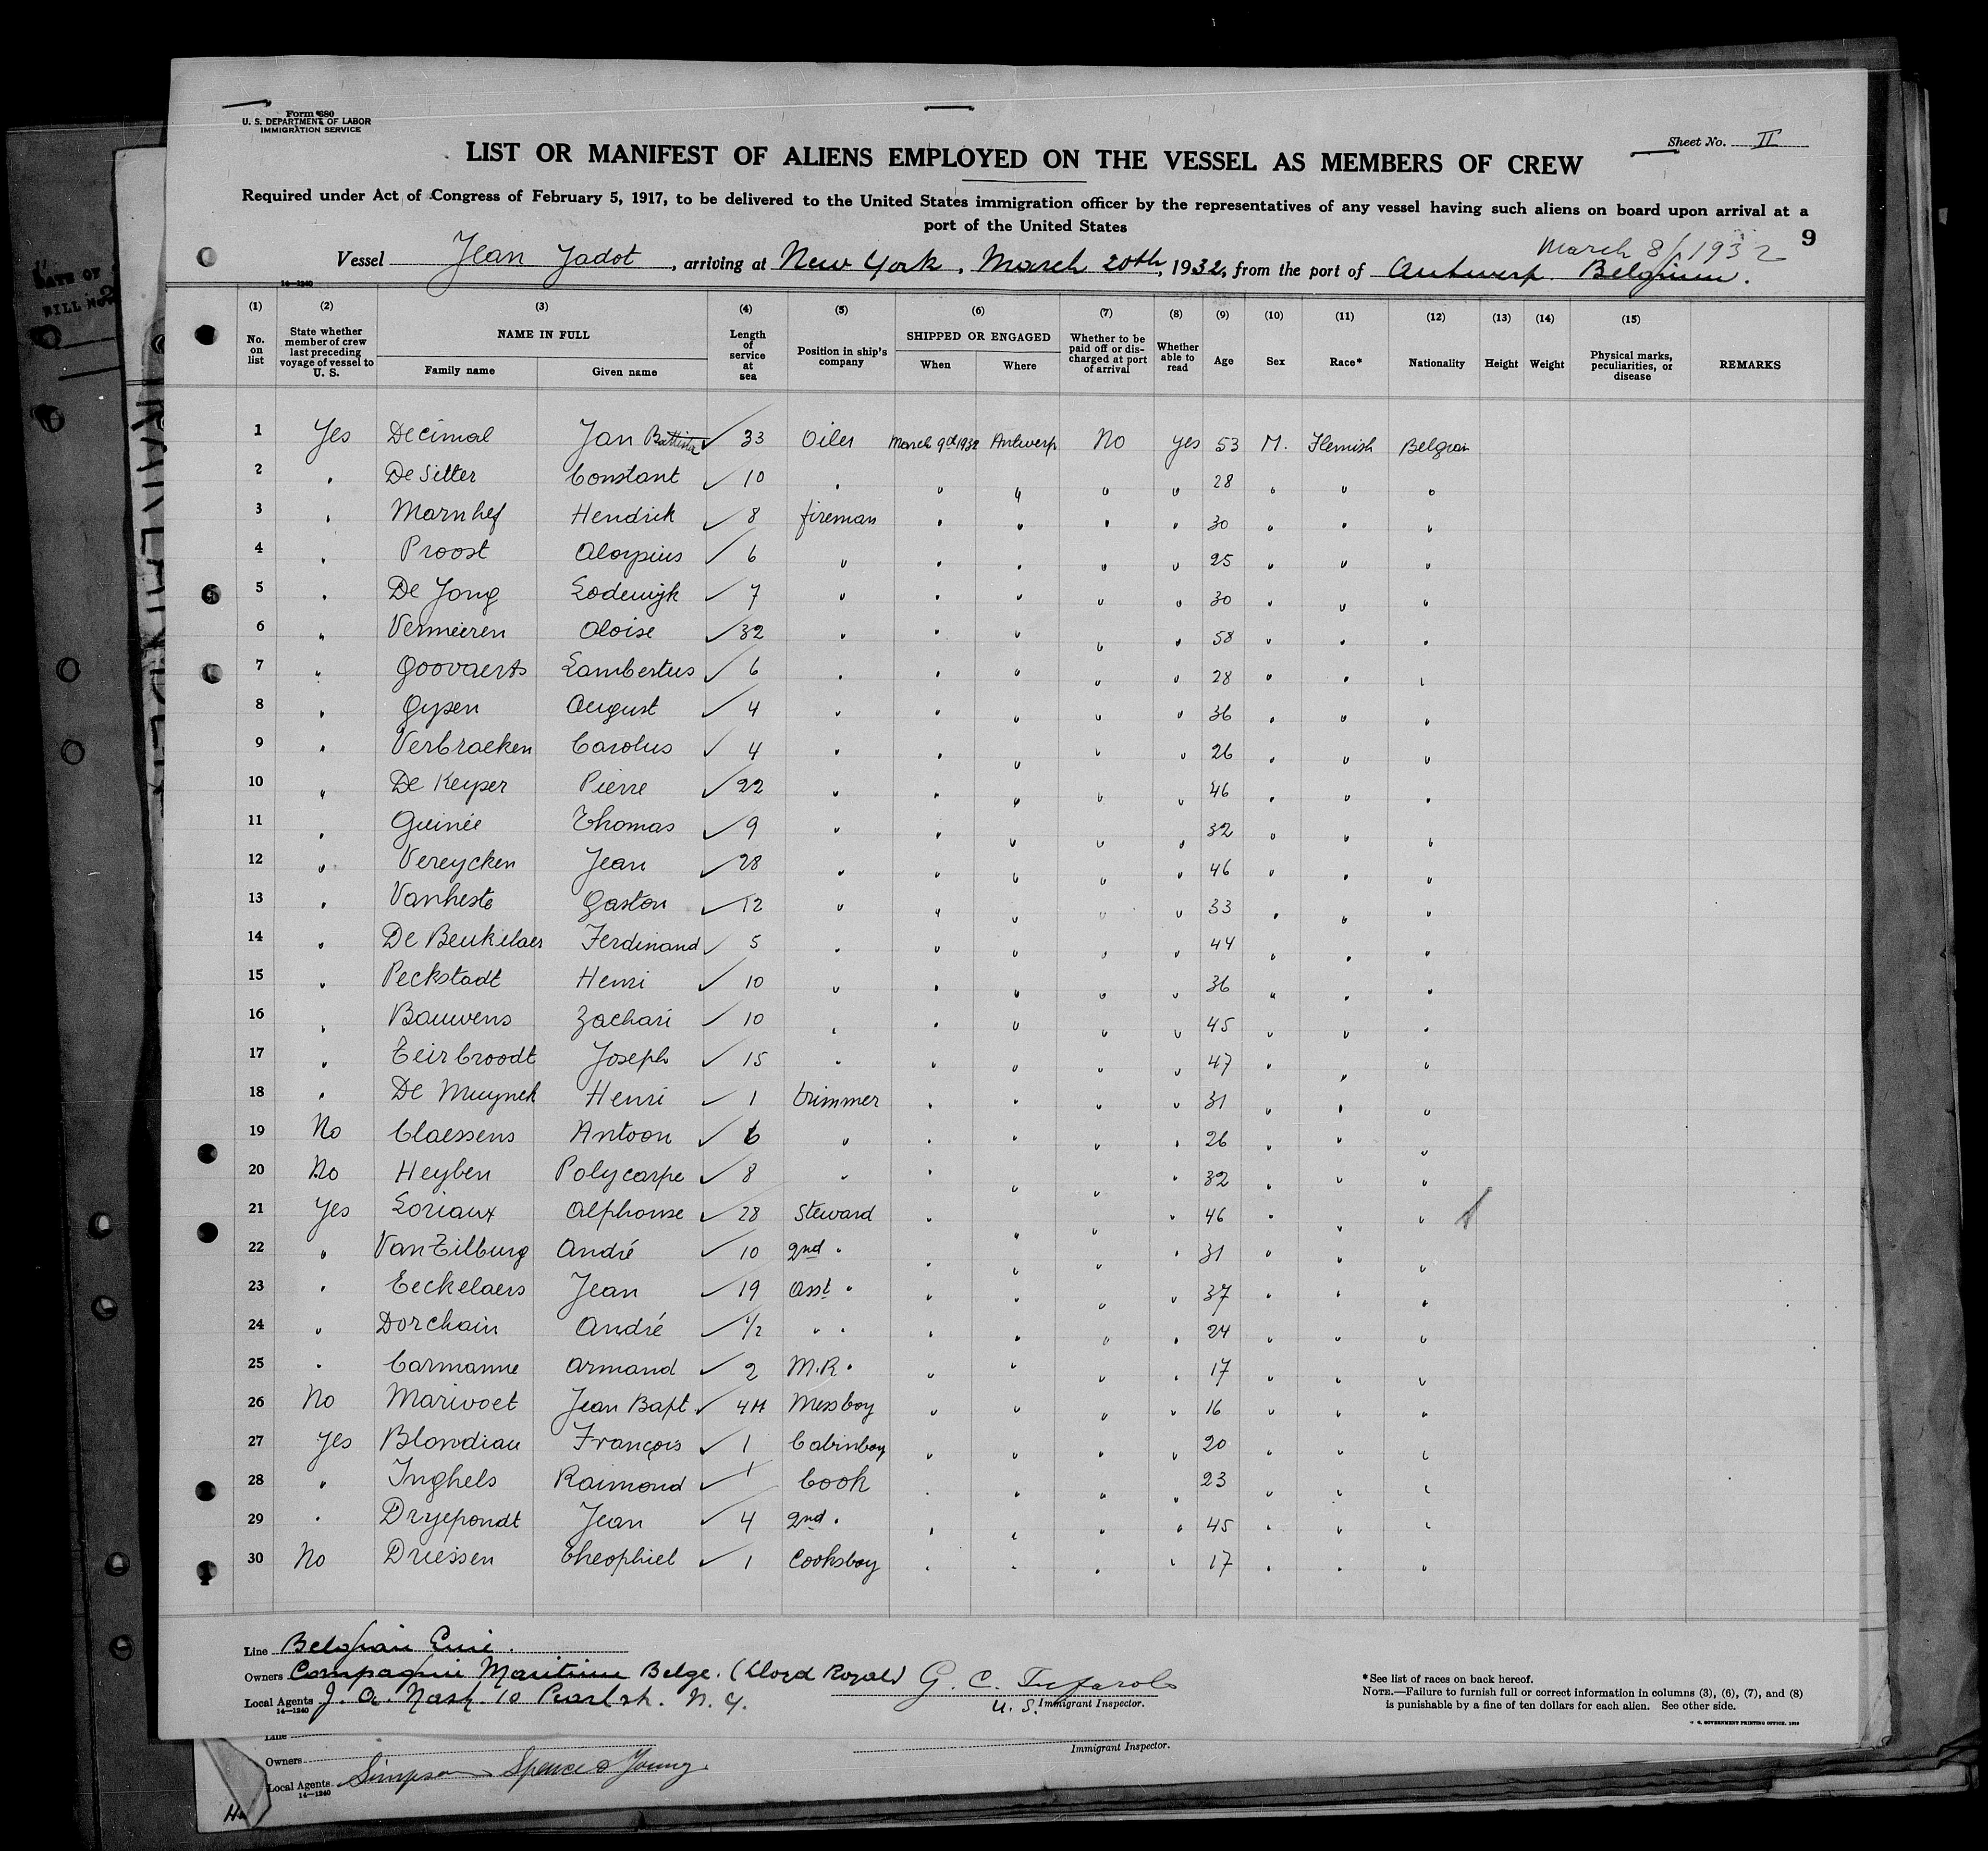 Form 680
U. S. DEPARTMENT OF LABOR
IMMIGRATION SERVICE
Sheet No. II
LIST OR MANIFEST OF ALIENS EMPLOYED ON THE VESSEL AS MEMBERS OF CREW
Required under Act of Congress of February 5, 1917, to be delivered to the United States immigration officer by the representatives of any vessel having such aliens on board upon arrival at a
port of the United States
9
March 8/1932
Vessel Jean Jadot, arriving at New York, March 20th, 1932, from the port of Antwerp Belgium.
14—1240
(1) (2) (3) (4) (5) (6) (7) (8) (9) (10) (11) (12) (13) (14) (15)
No. on list State whether member of crew last preceding voyage of vessel to U. S. NAME IN FULL Family name Given name Length of service at sea Position in ship's company SHIPPED OR ENGAGED When Where Whether to be paid off or discharged at port of arrival Whether able to read Age Sex Race* Nationality Height Weight Physical marks, peculiarities, or disease REMARKS
1 Yes Decimal Jan Battista ✓ 33 Oiler March 9d 1932 Antwerp No yes 53 M. Flemish Belgian
2 " De Sitter Constant ✓ 10 " " " " " 28 " " "
3 " Marnhef Hendrik ✓ 8 fireman " " " " 30 " " "
4 " Proost Aloysius ✓ 6 " " " " " 25 " " "
5 " De Jong Lodewijk ✓ 7 " " " " " 30 " " "
6 " Vermeeren Aloise ✓ 32 " " " " " 58 " " "
7 " Goovaerts Lambertus ✓ 6 " " " " " 28 " " "
8 " Gysen August ✓ 4 " " " " " 36 " " "
9 " Verbraeken Carolus ✓ 4 " " " " " 26 " " "
10 " De Keyser Pierre ✓ 22 " " " " " 46 " " "
11 " Guinée Thomas ✓ 9 " " " " " 32 " " "
12 " Vereycken Jean ✓ 28 " " " " " 46 " " "
13 " Vanheste Gaston ✓ 12 " " " " " 33 " " "
14 " De Beukelaer Ferdinand ✓ 5 " " " " " 44 " " "
15 " Peckstadt Henri ✓ 10 " " " " " 36 " " "
16 " Bauwens Zachari ✓ 10 " " " " " 45 " " "
17 " Teirbroodt Joseph ✓ 15 " " " " " 47 " " "
18 " De Muynck Henri ✓ 1 trimmer " " " " 31 " " "
19 No Claessens Antoon ✓ 6 " " " " " 26 " " "
20 No Heyben Polycarpe ✓ 8 " " " " " 32 " " "
21 Yes Loriaux Alphonse ✓ 28 Steward " " " " 46 " " "
22 " Van Tilburg André ✓ 10 2nd " " " " " 31 " " "
23 " Eeckelaers Jean ✓ 19 Asst " " " " " 37 " " "
24 " Dorchain André ✓ 1/2 " " " " " " 24 " " "
25 " Carmanne Armand ✓ 2 M.R. " " " " " 17 " " "
26 No Marivoet Jean Bapt. ✓ 4M Messboy " " " " 16 " " "
27 Yes Blondiau François ✓ 1 Cabinboy " " " " 20 " " "
28 " Inghels Raimond ✓ 1 Cook " " " " 23 " " "
29 " Dryepondt Jean ✓ 4 2nd " " " " " 45 " " "
30 No Driessen Theophiel ✓ 1 Cooksboy " " " " 17 " " "
Line Belgian Line.
Owners Compagnie Maritime Belge. (Lloyd Royal)
Local Agents J. A. Nash. 10 Pearl st. N. Y.
14—1240
G. C.
U. S. Immigrant Inspector.
*See list of races on back hereof.
NOTE.—Failure to furnish full or correct information in columns (3), (6), (7), and (8)
is punishable by a fine of ten dollars for each alien. See other side.
GOVERNMENT PRINTING OFFICE
Line
Owners
Local Agents Simpson Spence & Young
14—1240
Immigrant Inspector.